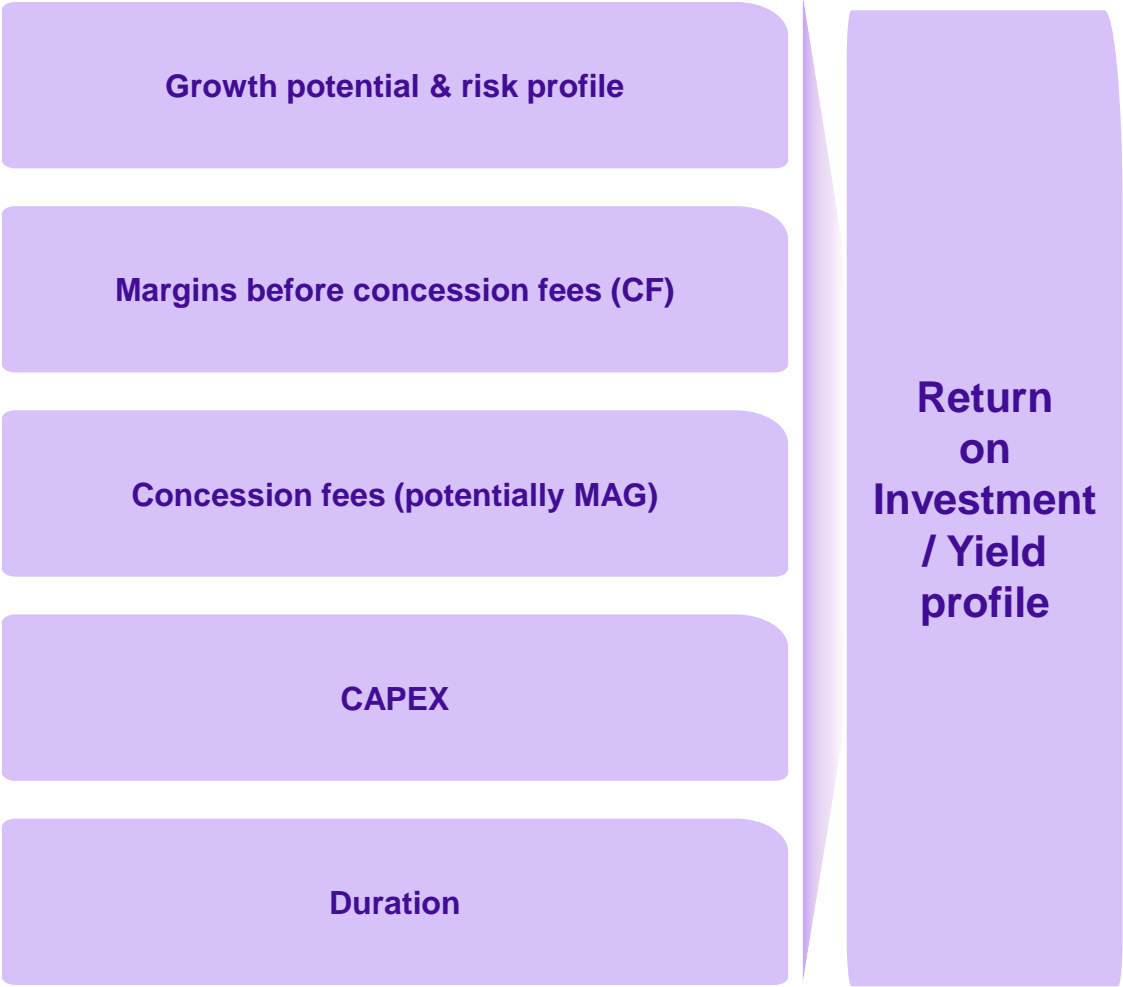 Growth potential & risk profile
Margins before concession fees (CF)
Concession fees (potentially MAG)
CAPEX
Duration
Return
on
Investment
/ Yield
profile